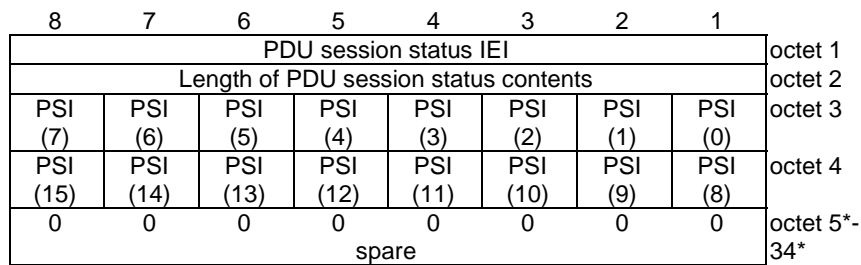 8 7 6 5 4 3 2 1
PDU session status IEI octet 1
Length of PDU session status contents octet 2
PSI PSI PSI PSI PSI PSI PSI PSI octet 3
(7) (6) (5) (4) (3) (2) (1) (0)
PSI PSI PSI PSI PSI PSI PSI PSI octet 4
(15) (14) (13) (12) (11) (10) (9) (8)
0 0 0 0 0 0 0 0 octet 5*-
spare 34*